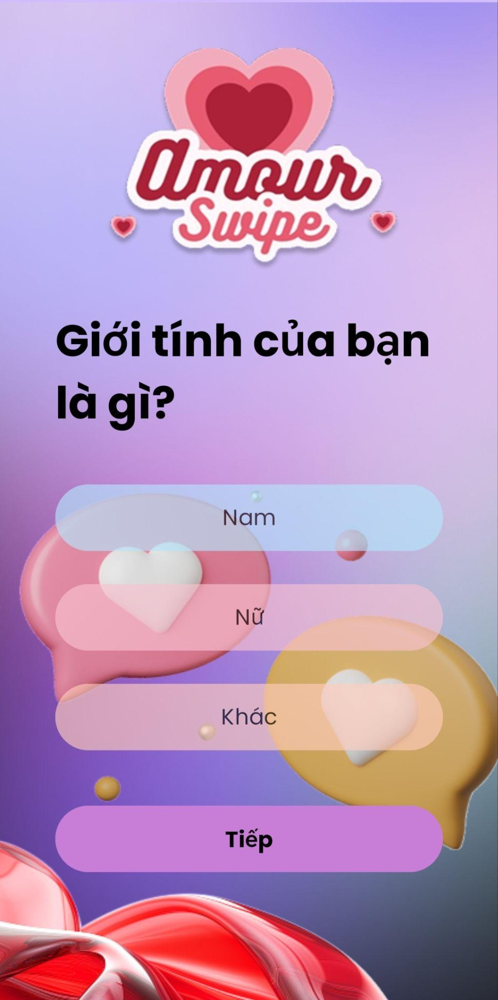 Amour
Swipe
Giới tính của bạn
là gì?
Nam
Nữ
Khác
Tiếp